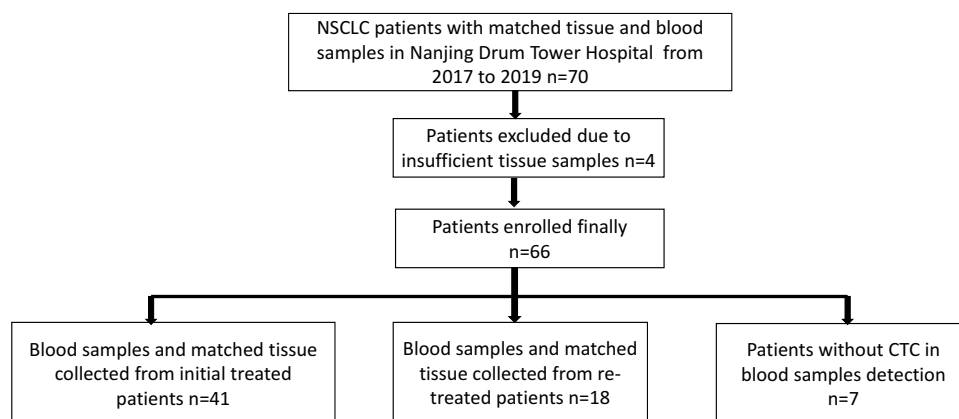 NSCLC patients with matched tissue and blood
samples in Nanjing Drum Tower Hospital from
2017 to 2019 n=70
Patients excluded due to
insufficient tissue samples n=4
Patients enrolled finally
n=66
Blood samples and matched tissue
collected from initial treated
patients n=41
Blood samples and matched
tissue collected from re-
treated patients n=18
Patients without CTC in
blood samples detection
n=7